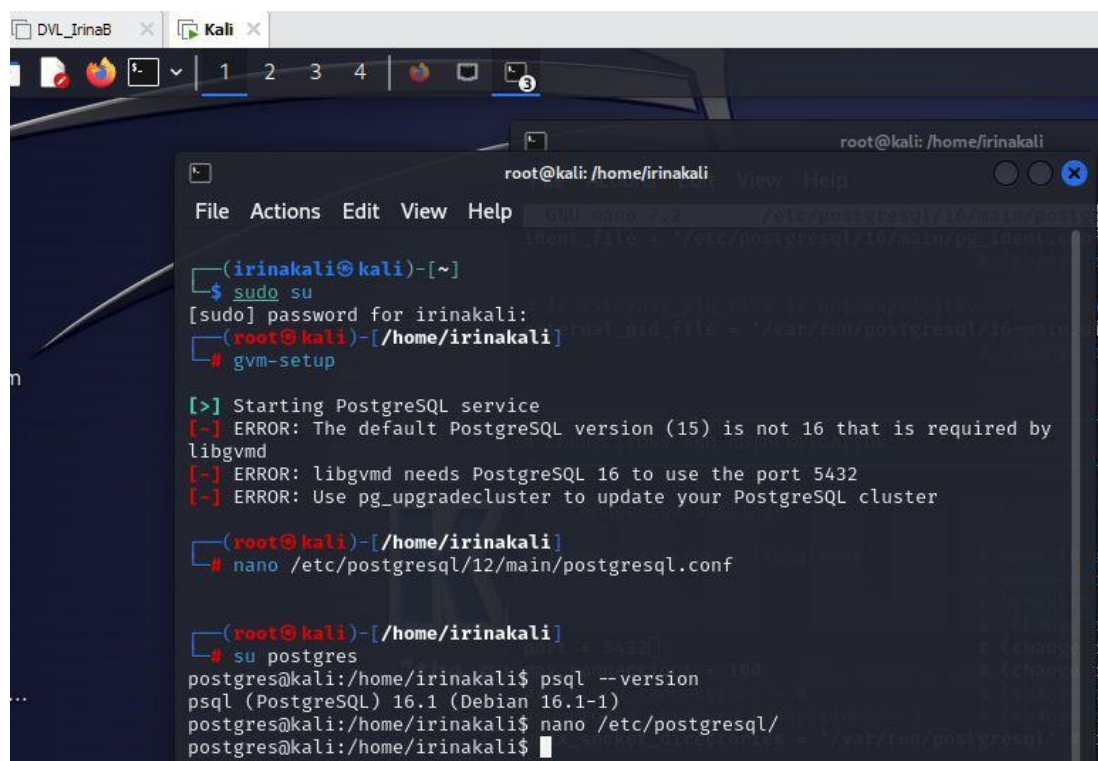 DVL_IrinaB
Kali
1 2 3 4
3
root@kali: /home/irinakali
root@kali: /home/irinakali
File Actions Edit View Help
GNU nano 7.2
┌──(irinakali㉿kali)-[~]
└─$ sudo su
[sudo] password for irinakali:
┌──(root㉿kali)-[/home/irinakali]
└─# gvm-setup
[>] Starting PostgreSQL service
[-] ERROR: The default PostgreSQL version (15) is not 16 that is required by
libgvmd
[-] ERROR: libgvmd needs PostgreSQL 16 to use the port 5432
[-] ERROR: Use pg_upgradecluster to update your PostgreSQL cluster
┌──(root㉿kali)-[/home/irinakali]
└─# nano /etc/postgresql/12/main/postgresql.conf
┌──(root㉿kali)-[/home/irinakali]
└─# su postgres
postgres@kali:/home/irinakali$ psql --version
psql (PostgreSQL) 16.1 (Debian 16.1-1)
postgres@kali:/home/irinakali$ nano /etc/postgresql/
postgres@kali:/home/irinakali$